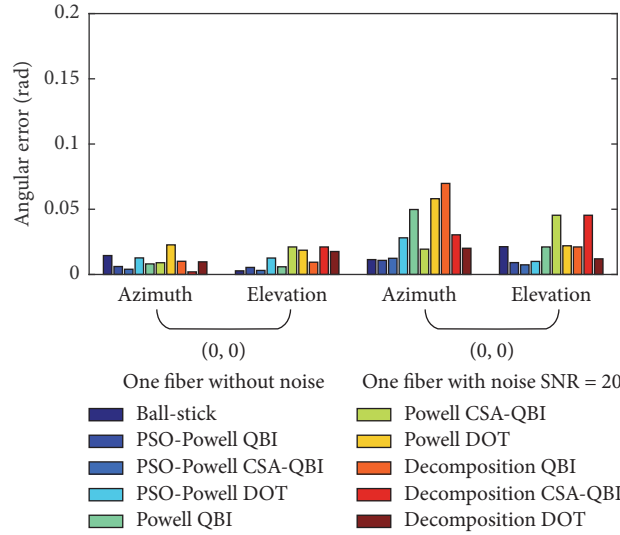 0.2
0.15
0.1
0.05
0
Angular error (rad)
Azimuth Elevation Azimuth Elevation
(0, 0) (0, 0)
One fiber without noise One fiber with noise SNR = 20
Ball-stick
PSO-Powell QBI
PSO-Powell CSA-QBI
PSO-Powell DOT
Powell QBI
Powell CSA-QBI
Powell DOT
Decomposition QBI
Decomposition CSA-QBI
Decomposition DOT